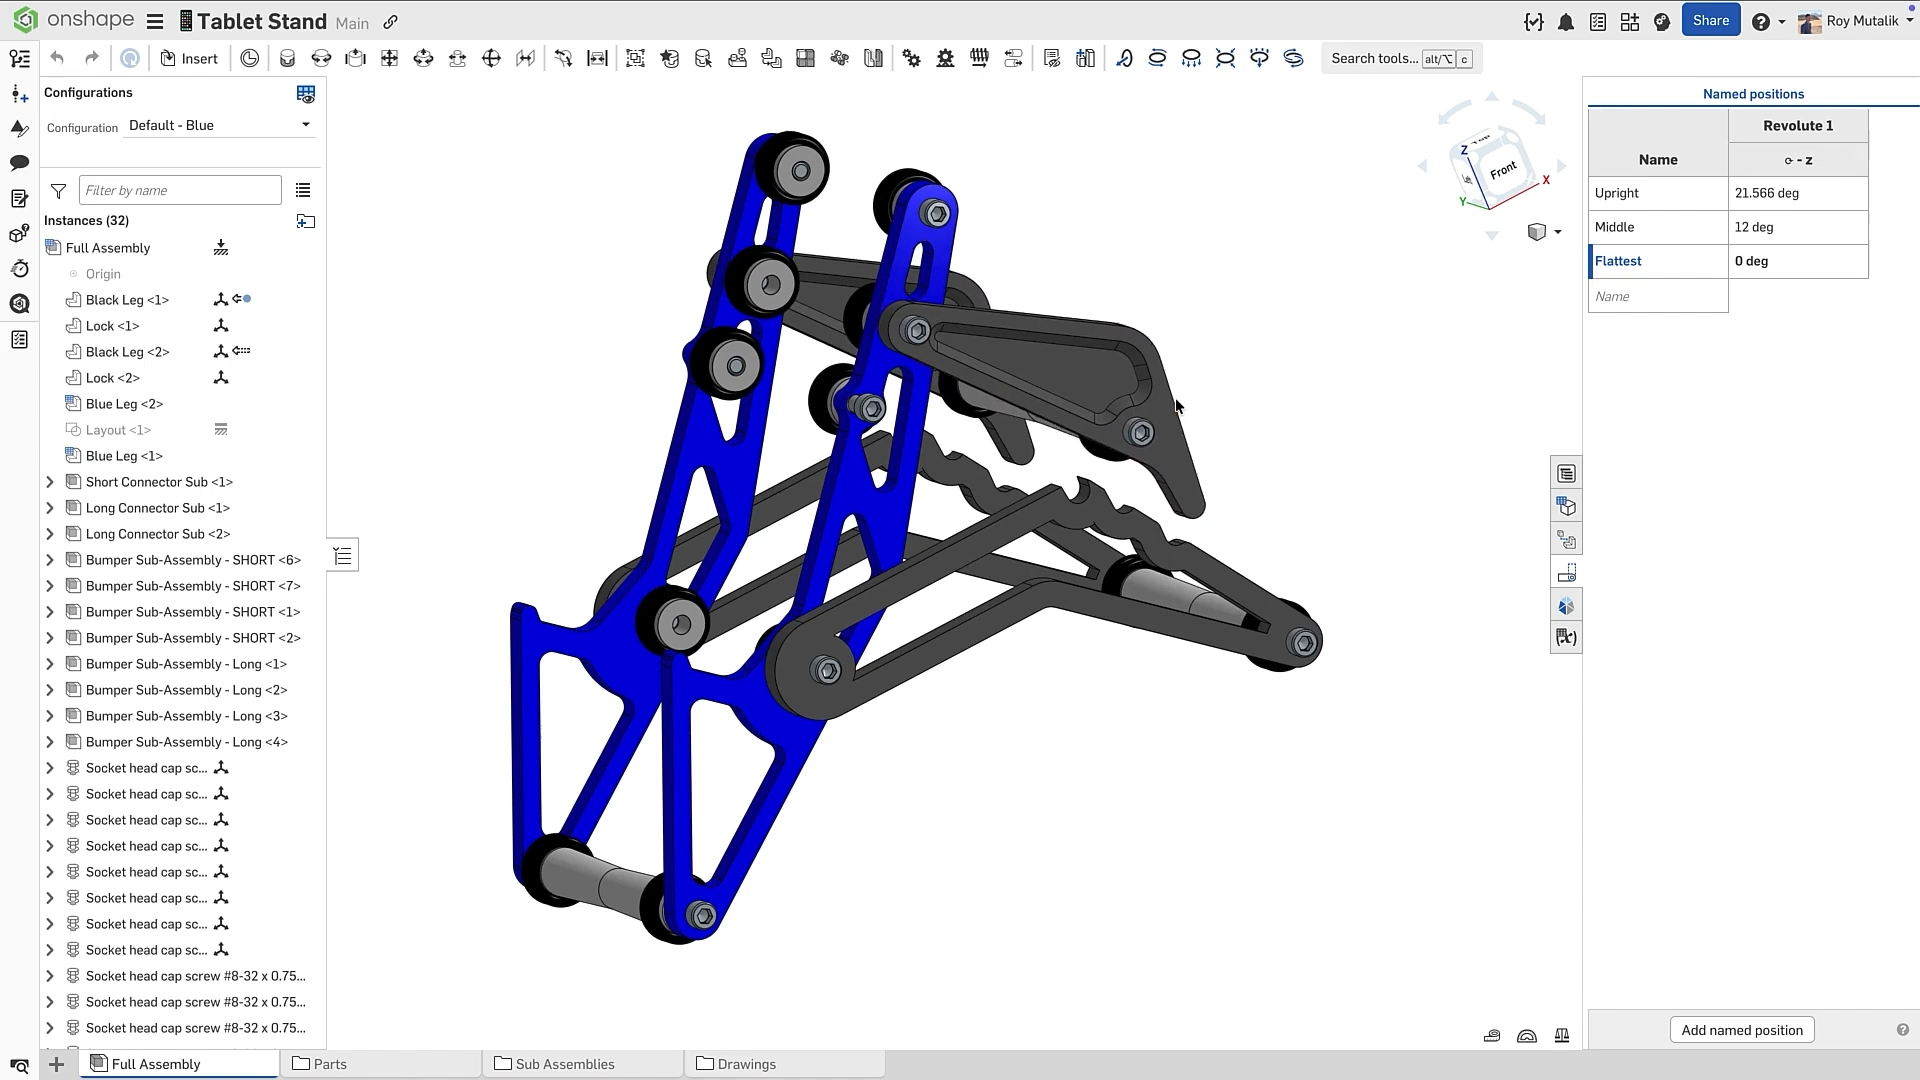 onshape
Tablet Stand Main
Share
Roy Mutalik
Insert
Search tools... alt/⌥ c
Configurations
Configuration Default - Blue
Filter by name
Instances (32)
Full Assembly
Origin
Black Leg <1>
Lock <1>
Black Leg <2>
Lock <2>
Blue Leg <2>
Layout <1>
Blue Leg <1>
Short Connector Sub <1>
Long Connector Sub <1>
Long Connector Sub <2>
Bumper Sub-Assembly - SHORT <6>
Bumper Sub-Assembly - SHORT <7>
Bumper Sub-Assembly - SHORT <1>
Bumper Sub-Assembly - SHORT <2>
Bumper Sub-Assembly - Long <1>
Bumper Sub-Assembly - Long <2>
Bumper Sub-Assembly - Long <3>
Bumper Sub-Assembly - Long <4>
Socket head cap sc...
Socket head cap sc...
Socket head cap sc...
Socket head cap sc...
Socket head cap sc...
Socket head cap sc...
Socket head cap sc...
Socket head cap sc...
Socket head cap screw #8-32 x 0.75...
Socket head cap screw #8-32 x 0.75...
Socket head cap screw #8-32 x 0.75...
Z
Front
X
Y
Named positions
Revolute 1
Name - z
Upright 21.566 deg
Middle 12 deg
Flattest 0 deg
Name
Add named position
Full Assembly
Parts
Sub Assemblies
Drawings